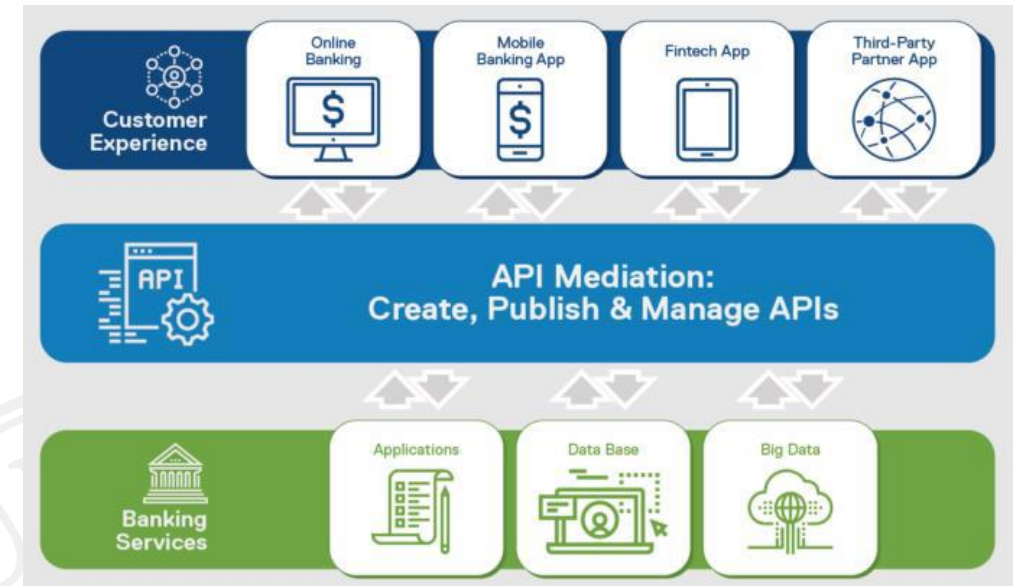 Online
Banking
Mobile
Banking App
Fintech App
Third-Party
Partner App
$
$
Customer
Experience
API
API Mediation:
Create, Publish & Manage APIs
Applications
Data Base
Big Data
Banking
Services